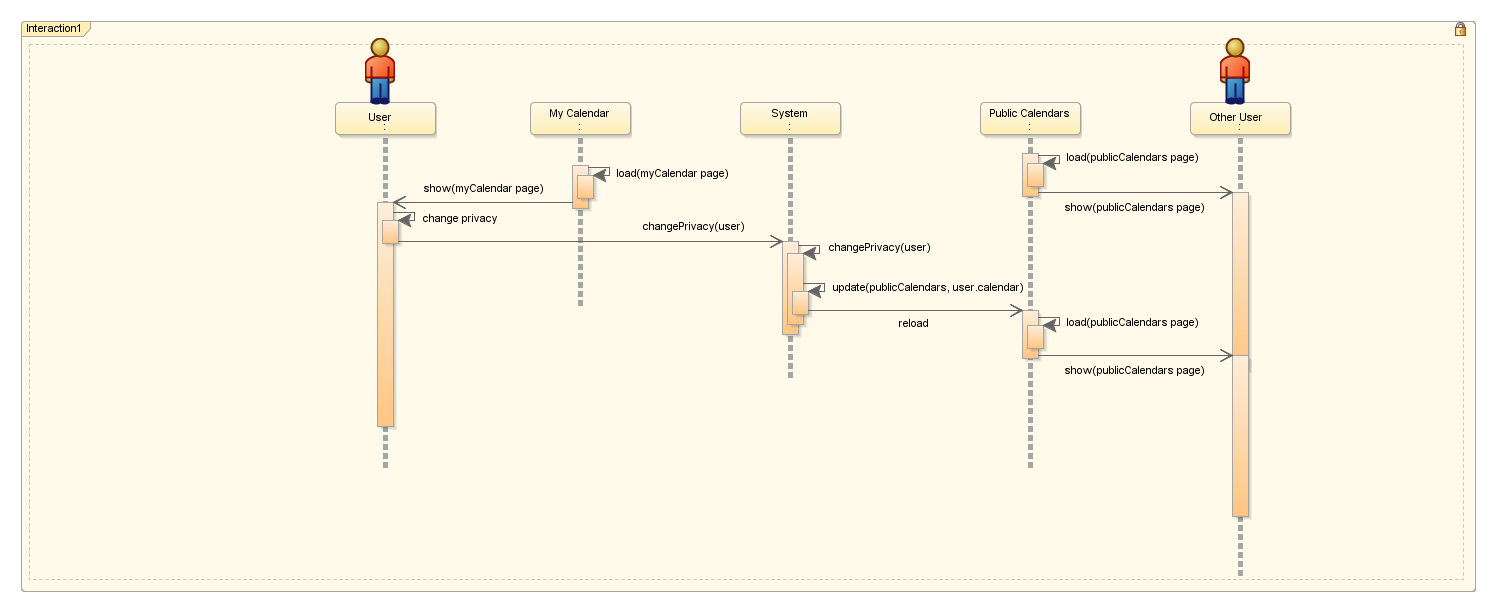 Interaction1
User
:
My Calendar
:
System
:
Public Calendars
:
Other User
:
load(publicCalendars page)
load(myCalendar page)
show(myCalendar page)
show(publicCalendars page)
change privacy
changePrivacy(user)
changePrivacy(user)
update(publicCalendars, user.calendar)
reload
load(publicCalendars page)
show(publicCalendars page)